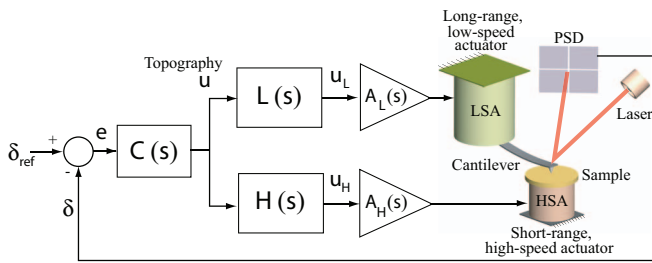 Long-range,
low-speed
actuator
PSD
Topography
u
L(s)
u_L
A_L(s)
LSA
Laser
δ_ref
+
-
e
C(s)
Cantilever
Sample
δ
H(s)
u_H
A_H(s)
HSA
Short-range,
high-speed actuator